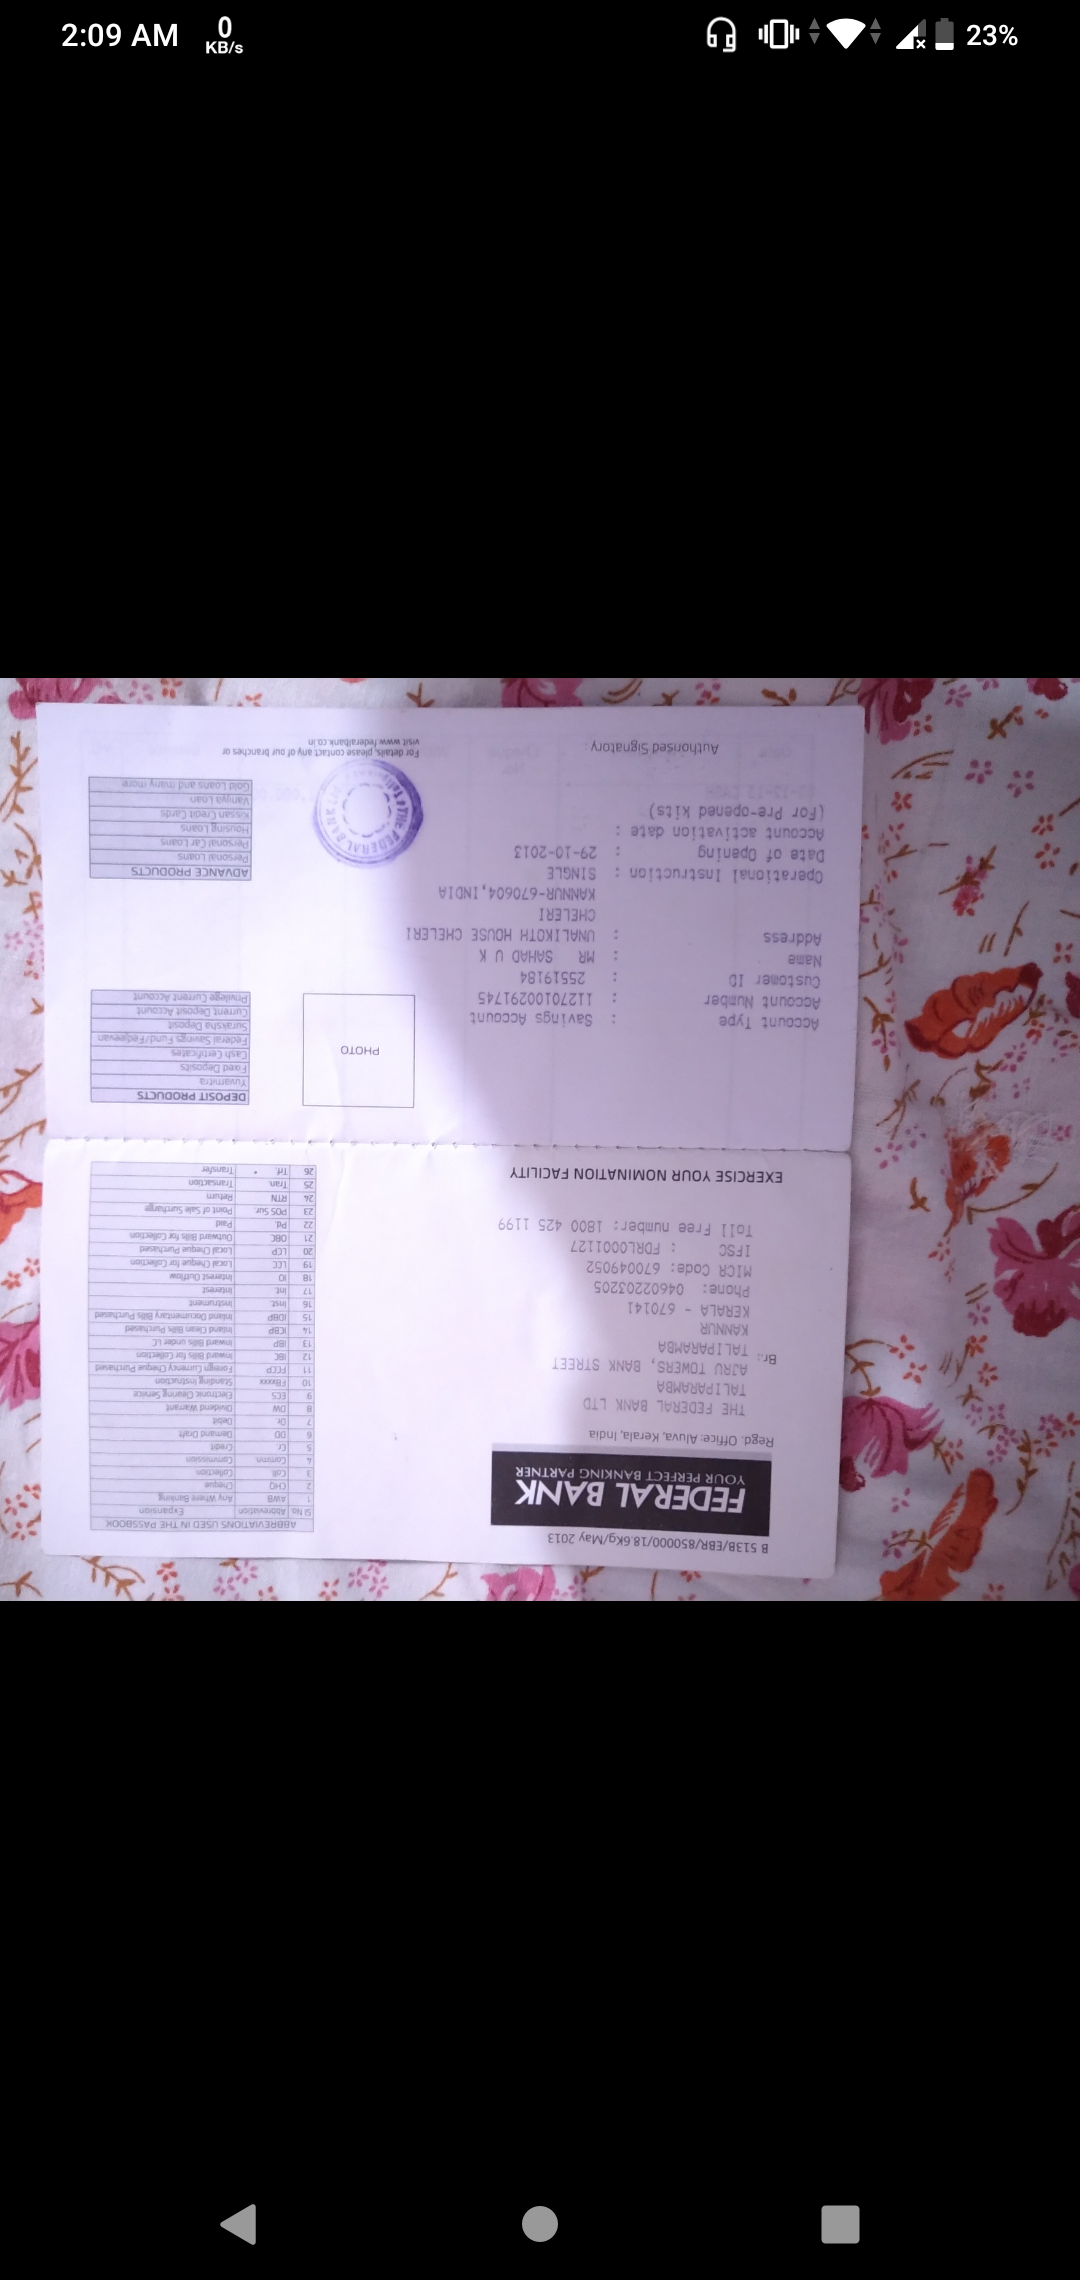 2:09 AM
0
KB/s
23%
B 513B/EBR/850000/18.6Kg/May 2013
FEDERAL BANK
YOUR PERFECT BANKING PARTNER
Regd. Office: Aluva, Kerala, India
THE FEDERAL BANK LTD
TALIPARAMBA
Br.: AJRU TOWERS, BANK STREET
TALIPARAMBA
KANNUR
KERALA - 670141
Phone: 04602203205
MICR Code: 670049052
IFSC : FDRL0001127
Toll Free number: 1800 425 1199
EXERCISE YOUR NOMINATION FACILITY
ABBREVIATIONS USED IN THE PASSBOOK
Sl No. Abbreviation Expansion
1 AWB Any Where Banking
2 CHQ Cheque
3 Coll Collection
4 Commn Commission
5 Cr Credit
6 DD Demand Draft
7 Dr Debit
8 DW Dividend Warrant
9 ECS Electronic Clearing Service
10 FBxxxx Standing Instruction
11 FCCP Foreign Currency Cheque Purchased
12 IBC Inward Bills for Collection
13 IBP Inward Bills under LC
14 ICBP Inland Clean Bills Purchased
15 IDBP Inland Documentary Bills Purchased
16 Inst. Instrument
17 Int. Interest
18 IO Interest Outflow
19 LCC Local Cheque for Collection
20 LCP Local Cheque Purchased
21 OBC Outward Bills for Collection
22 Pd. Paid
23 POS Sur. Point of Sale Surcharge
24 RTN Return
25 Tran. Transaction
26 Trf. Transfer
Account Type : Savings Account
Account Number : 11270100291745
Customer ID : 25519184
Name : MR SAHAD U K
Address : UNALIKOTH HOUSE CHELERI
CHELERI
KANNUR-670604,INDIA
Operational Instruction : SINGLE
Date of Opening : 29-10-2013
Account activation date :
(For Pre-opened kits)
Authorised Signatory:
PHOTO
THE FEDERAL BANK LTD
DEPOSIT PRODUCTS
Yuvamitra
Fixed Deposits
Cash Certificates
Federal Savings Fund/Fedjeevan
Suraksha Deposit
Current Deposit Account
Privilege Current Account
ADVANCE PRODUCTS
Personal Loans
Personal Car Loans
Housing Loans
Kissan Credit Cards
Vanyya Loan
Gold Loans and many more
For details, please contact any of our branches or
visit www.federalbank.co.in